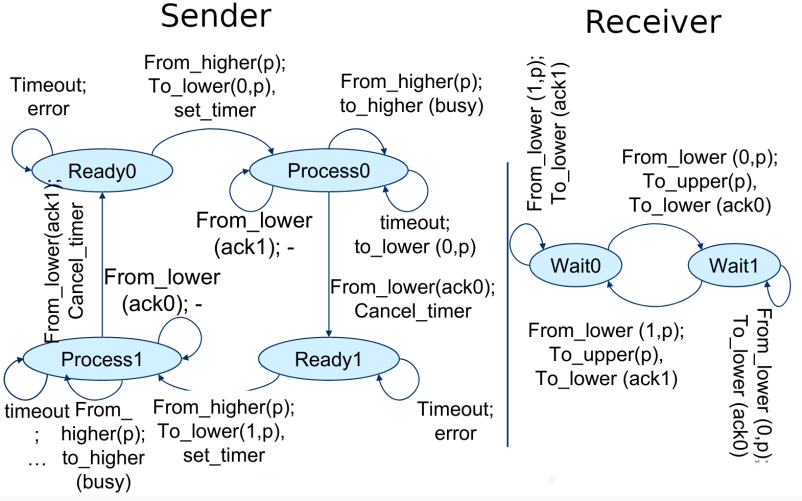 Sender
Receiver
Timeout;
error
From_higher(p);
To_lower(0,p),
set_timer
From_higher(p);
to_higher (busy)
Ready0
Process0
From_lower
(ack1); -
timeout;
to_lower (0,p)
From_lower(ack1);
Cancel_timer
From_lower
(ack0); -
From_lower(ack0);
Cancel_timer
Process1
Ready1
timeout
;
...
From_
higher(p);
to_higher
(busy)
From_higher(p);
To_lower(1,p),
set_timer
Timeout;
error
From_lower (1,p);
To_lower (ack1)
From_lower (0,p);
To_upper(p),
To_lower (ack0)
Wait0
Wait1
From_lower (1,p);
To_upper(p),
To_lower (ack1)
From_lower (0,p);
To_lower (ack0)